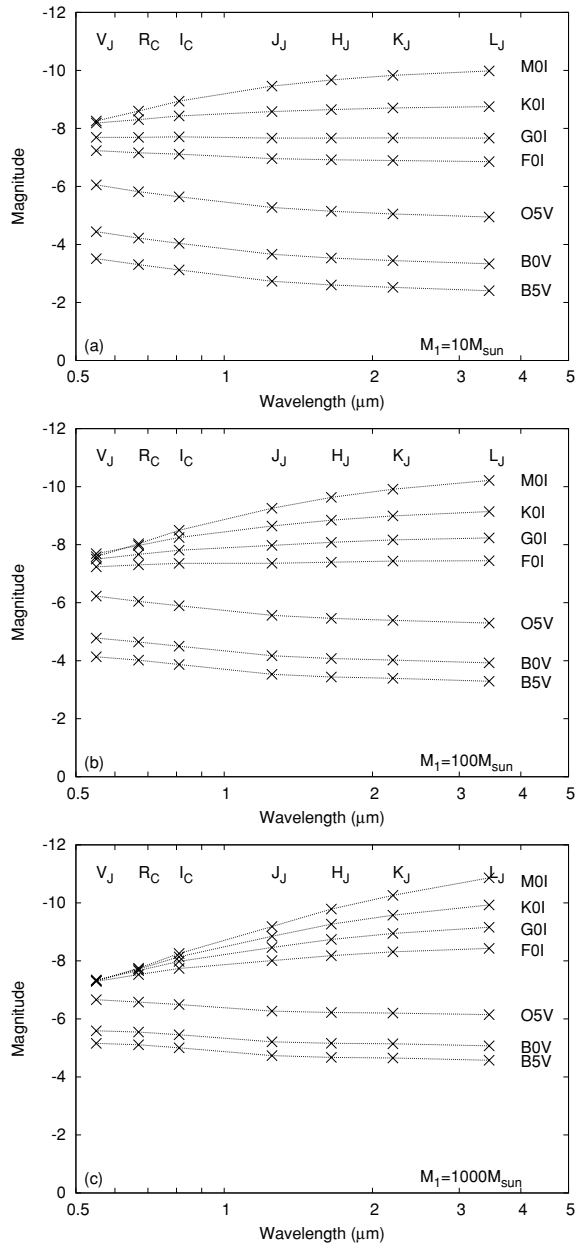 -12
V_J R_C I_C J_J H_J K_J L_J
M0I
-10
K0I
-8
G0I
F0I
Magnitude
-6
O5V
-4
B0V
B5V
-2
(a) M_1=10M_sun
0
0.5 1 2 3 4 5
Wavelength (μm)
-12
V_J R_C I_C J_J H_J K_J L_J
M0I
-10
K0I
G0I
-8
F0I
Magnitude
-6
O5V
-4
B0V
B5V
-2
(b) M_1=100M_sun
0
0.5 1 2 3 4 5
Wavelength (μm)
-12
V_J R_C I_C J_J H_J K_J L_J
M0I
-10
K0I
G0I
F0I
-8
Magnitude
-6
O5V
B0V
B5V
-4
-2
(c) M_1=1000M_sun
0
0.5 1 2 3 4 5
Wavelength (μm)